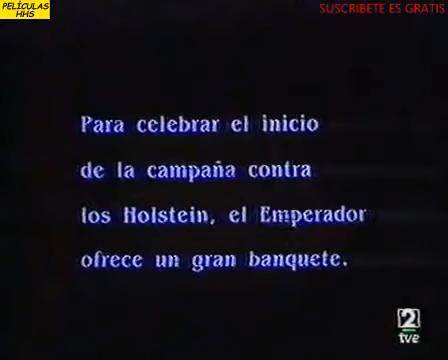 PELÍCULAS
HHS
SUSCRIBETE ES GRATIS
Para celebrar el inicio
de la campaña contra
los Holstein, el Emperador
ofrece un gran banquete.
2
tve